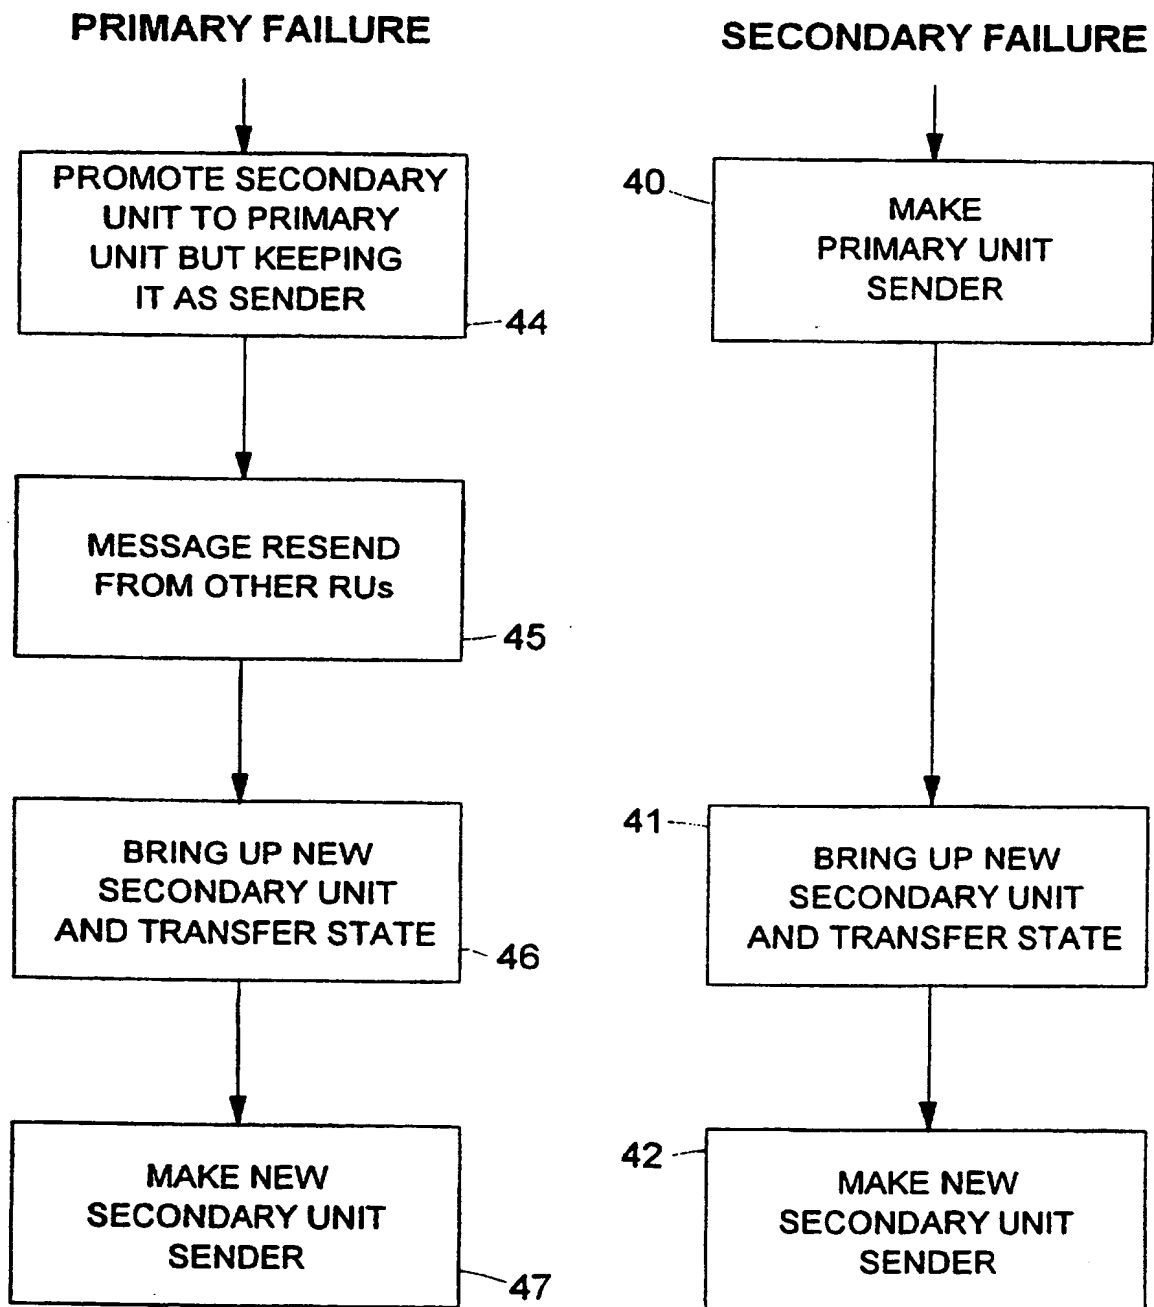 PRIMARY FAILURE
PROMOTE SECONDARY
UNIT TO PRIMARY
UNIT BUT KEEPING
IT AS SENDER
44
MESSAGE RESEND
FROM OTHER RUs
45
BRING UP NEW
SECONDARY UNIT
AND TRANSFER STATE
46
MAKE NEW
SECONDARY UNIT
SENDER
47
SECONDARY FAILURE
40
MAKE
PRIMARY UNIT
SENDER
41
BRING UP NEW
SECONDARY UNIT
AND TRANSFER STATE
42
MAKE NEW
SECONDARY UNIT
SENDER